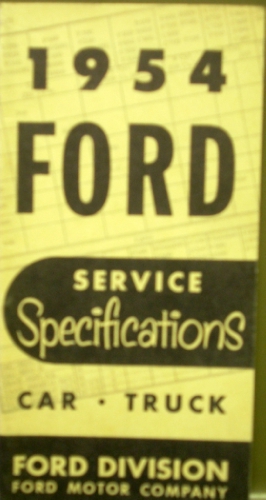 1954
FORD
SERVICE
Specifications
CAR · TRUCK
FORD DIVISION
FORD MOTOR COMPANY